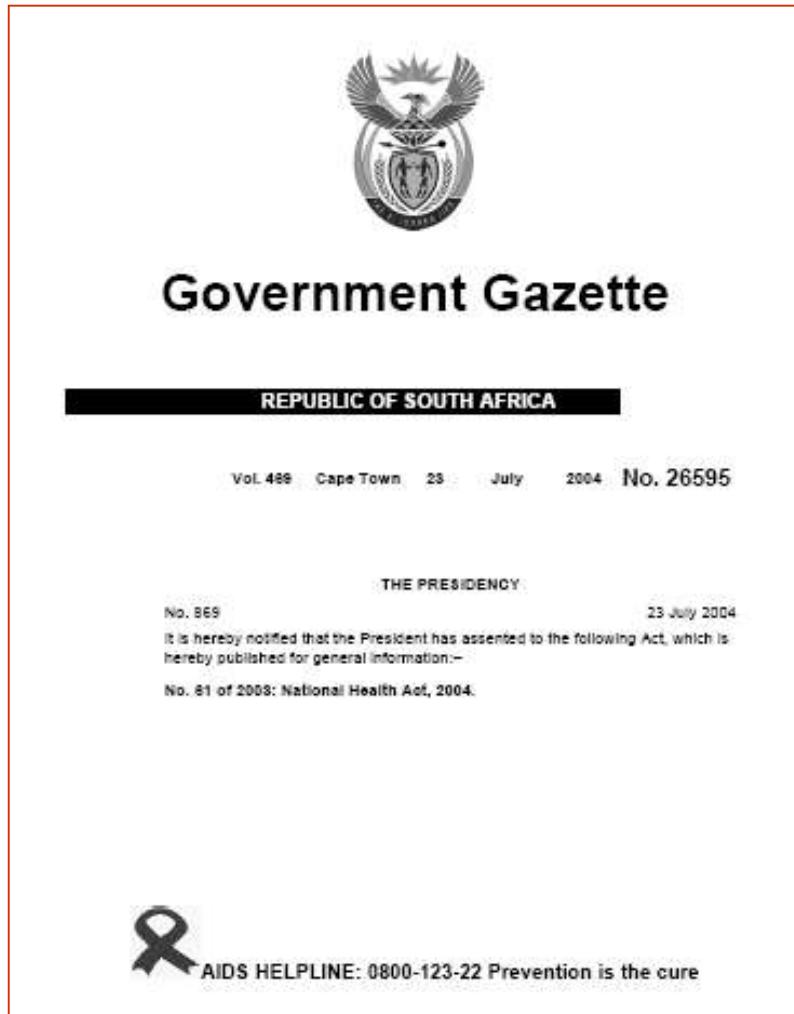 Government Gazette
REPUBLIC OF SOUTH AFRICA
Vol. 469 Cape Town 23 July 2004 No. 26595
THE PRESIDENCY
No. 869 23 July 2004
It is hereby notified that the President has assented to the following Act, which is
hereby published for general information:–
No. 61 of 2003: National Health Act, 2004.
AIDS HELPLINE: 0800-123-22 Prevention is the cure